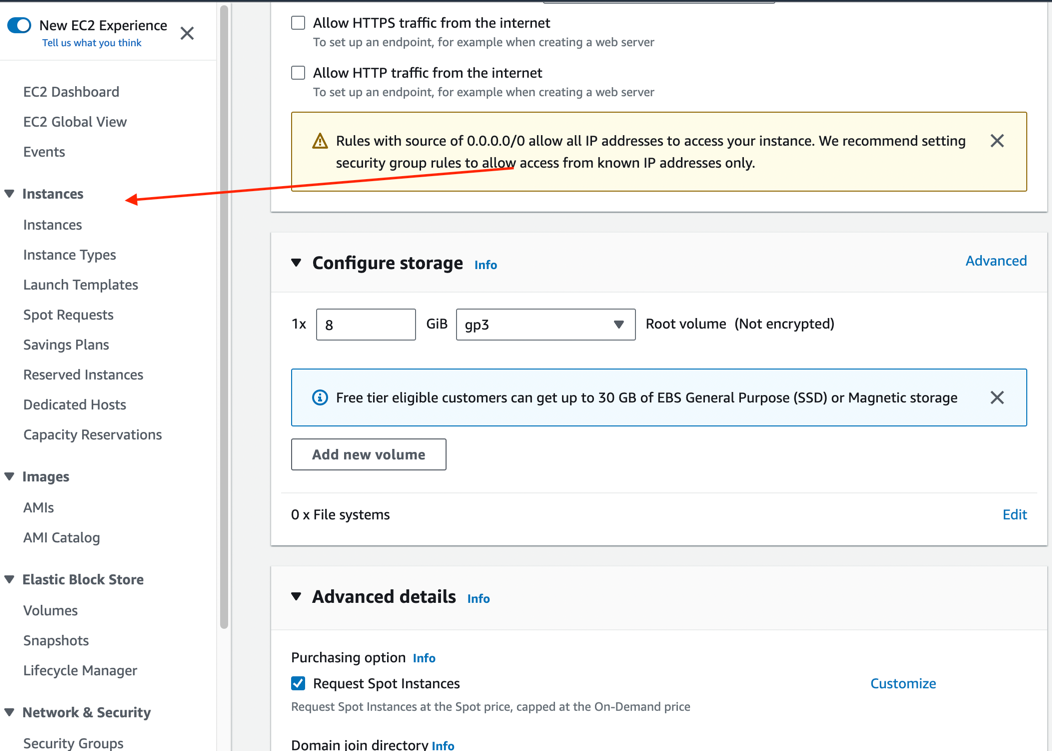 New EC2 Experience
Tell us what you think
EC2 Dashboard
EC2 Global View
Events
Instances
Instances
Instance Types
Launch Templates
Spot Requests
Savings Plans
Reserved Instances
Dedicated Hosts
Capacity Reservations
Images
AMIs
AMI Catalog
Elastic Block Store
Volumes
Snapshots
Lifecycle Manager
Network & Security
Security Groups
Allow HTTPS traffic from the internet
To set up an endpoint, for example when creating a web server
Allow HTTP traffic from the internet
To set up an endpoint, for example when creating a web server
Rules with source of 0.0.0.0/0 allow all IP addresses to access your instance. We recommend setting
security group rules to allow access from known IP addresses only.
Configure storage Info Advanced
1x 8 GiB gp3 Root volume (Not encrypted)
Free tier eligible customers can get up to 30 GB of EBS General Purpose (SSD) or Magnetic storage
Add new volume
0 x File systems Edit
Advanced details Info
Purchasing option Info
Request Spot Instances Customize
Request Spot Instances at the Spot price, capped at the On-Demand price
Domain join directory Info